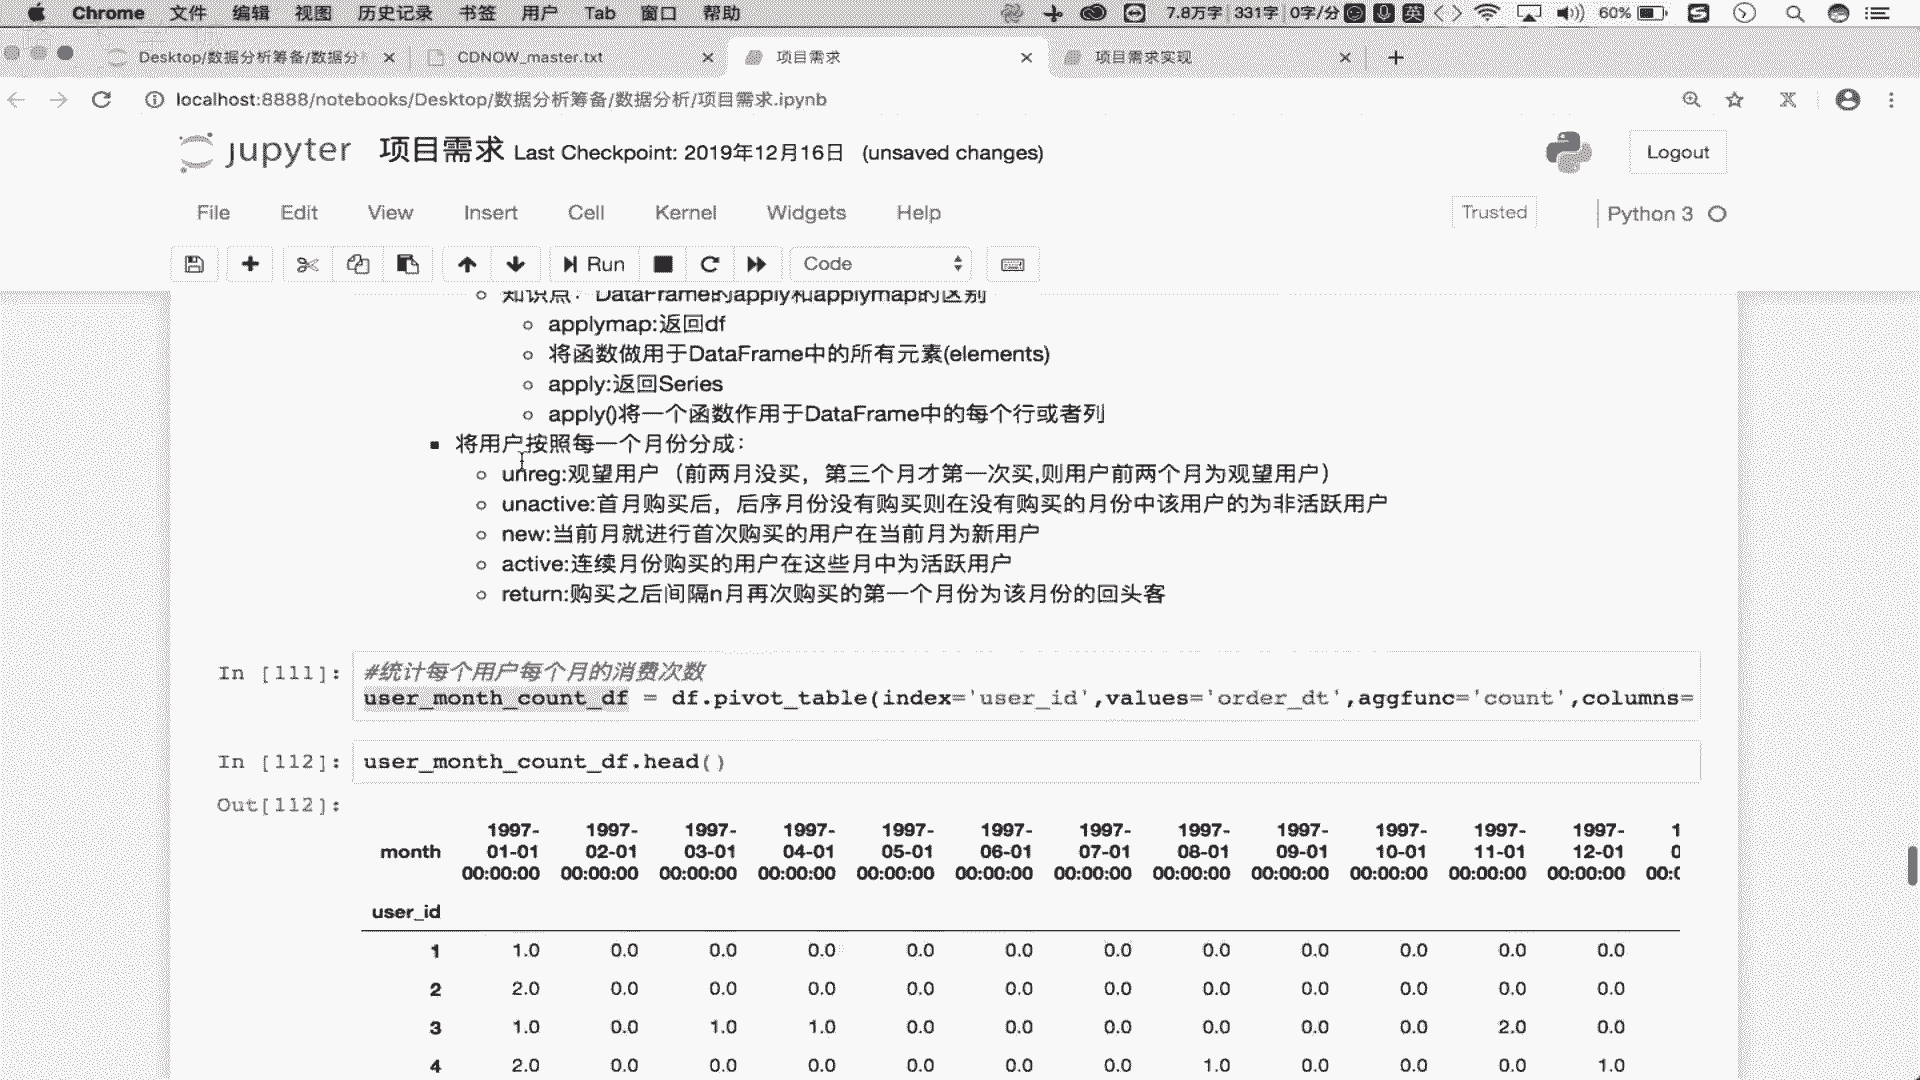 Chrome 文件 编辑 视图 历史记录 书签 用户 Tab 窗口 帮助 7.8万字 331字 0字/分 英 60%
Desktop/数据分析筹备/数据分 CDNOW_master.txt 项目需求 项目需求实现
localhost:8888/notebooks/Desktop/数据分析筹备/数据分析/项目需求.ipynb
jupyter 项目需求 Last Checkpoint: 2019年12月16日 (unsaved changes) Logout
File Edit View Insert Cell Kernel Widgets Help Trusted Python 3
Run Code
知识点：DataFrame的apply和applymap的区别
applymap:返回df
将函数做用于DataFrame中的所有元素(elements)
apply:返回Series
apply()将一个函数作用于DataFrame中的每个行或者列
将用户按照每一个月份分成：
unreg:观望用户（前两月没买，第三个月才第一次买,则用户前两个月为观望用户）
unactive:首月购买后，后序月份没有购买则在没有购买的月份中该用户的为非活跃用户
new:当前月就进行首次购买的用户在当前月为新用户
active:连续月份购买的用户在这些月中为活跃用户
return:购买之后间隔n月再次购买的第一个月份为该月份的回头客
In [111]: #统计每个用户每个月的消费次数
user_month_count_df = df.pivot_table(index='user_id',values='order_dt',aggfunc='count',columns=
In [112]: user_month_count_df.head()
Out[112]:
1997- 1997- 1997- 1997- 1997- 1997- 1997- 1997- 1997- 1997- 1997- 1997- 1
month 01-01 02-01 03-01 04-01 05-01 06-01 07-01 08-01 09-01 10-01 11-01 12-01 0
00:00:00 00:00:00 00:00:00 00:00:00 00:00:00 00:00:00 00:00:00 00:00:00 00:00:00 00:00:00 00:00:00 00:00:00 00:(
user_id
1 1.0 0.0 0.0 0.0 0.0 0.0 0.0 0.0 0.0 0.0 0.0 0.0
2 2.0 0.0 0.0 0.0 0.0 0.0 0.0 0.0 0.0 0.0 0.0 0.0
3 1.0 0.0 1.0 1.0 0.0 0.0 0.0 0.0 0.0 0.0 2.0 0.0
4 2.0 0.0 0.0 0.0 0.0 0.0 0.0 1.0 0.0 0.0 0.0 1.0